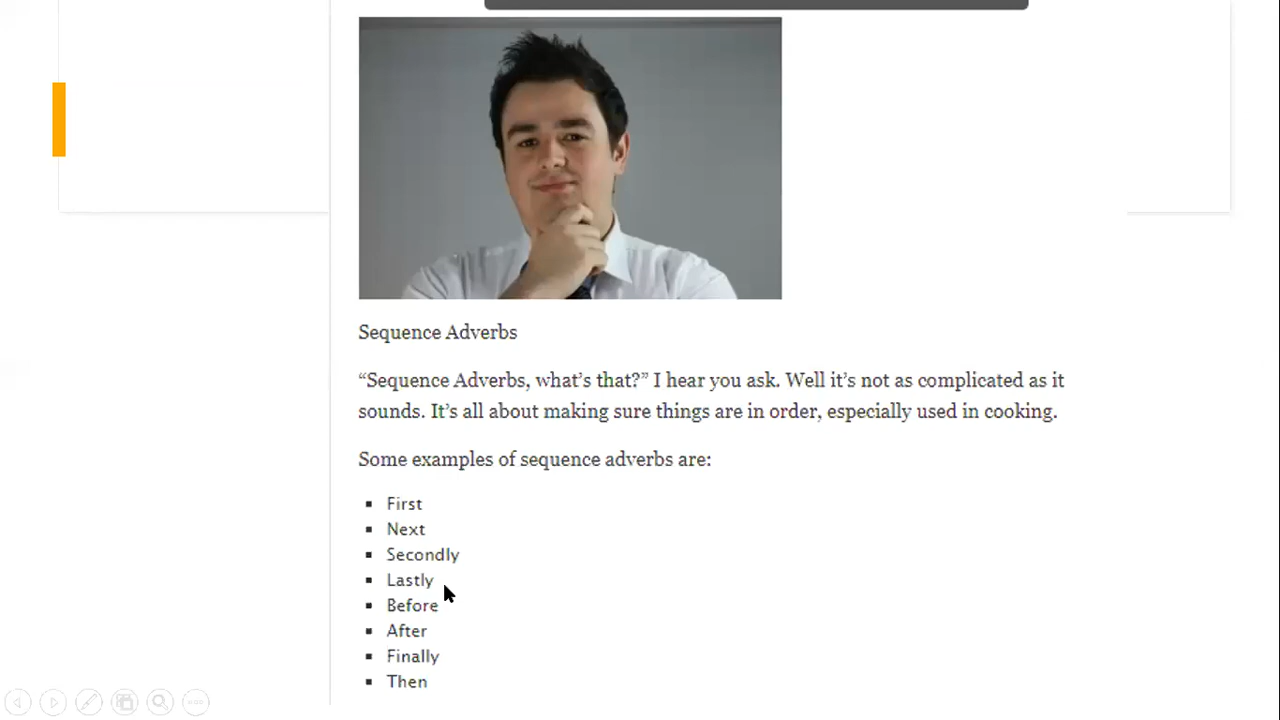 Sequence Adverbs
“Sequence Adverbs, what’s that?” I hear you ask. Well it’s not as complicated as it
sounds. It’s all about making sure things are in order, especially used in cooking.
Some examples of sequence adverbs are:
▪ First
▪ Next
▪ Secondly
▪ Lastly
▪ Before
▪ After
▪ Finally
▪ Then